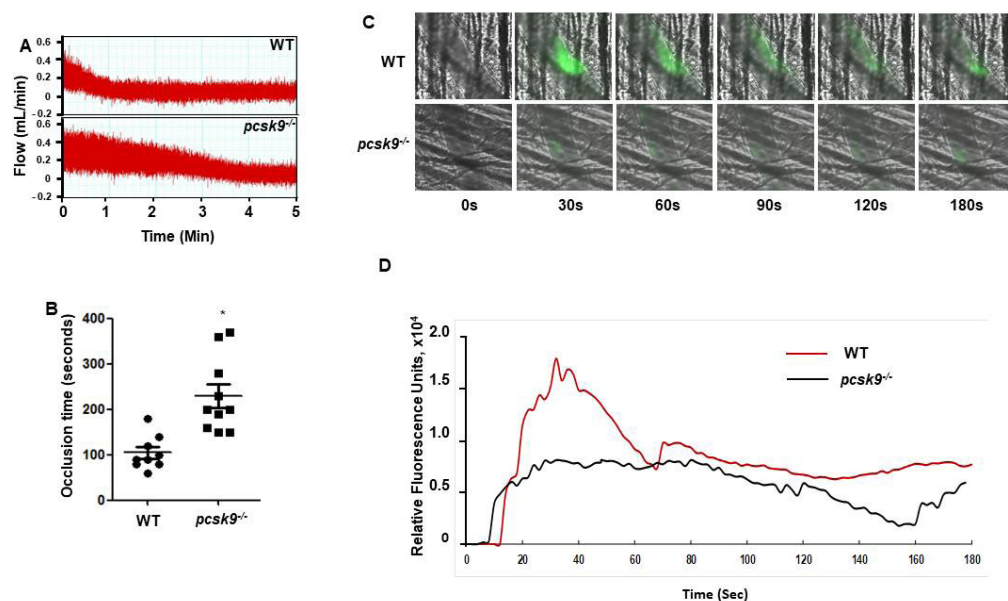 A
WT
0.6
0.4
0.2
0
-0.2
pcsk9-/-
0.6
0.4
0.2
0
-0.2
Flow (mL/min)
0 1 2 3 4 5
Time (Min)
B
*
400
300
200
100
0
Occlusion time (seconds)
WT pcsk9-/-
C
WT
pcsk9-/-
0s 30s 60s 90s 120s 180s
D
Relative Fluorescence Units, x10⁴
2.0
1.5
1.0
0.5
0
WT
pcsk9-/-
0 20 40 60 80 100 120 140 160 180
Time (Sec)